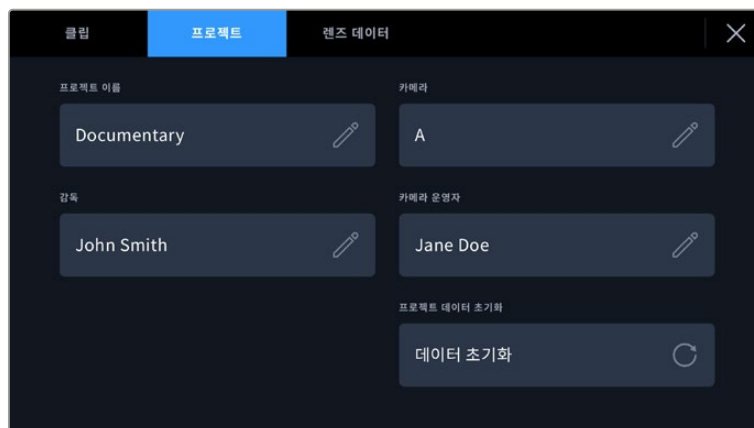 클립 프로젝트 렌즈 데이터
프로젝트 이름 카메라
Documentary A
감독 카메라 운영자
John Smith Jane Doe
프로젝트 데이터 초기화
데이터 초기화